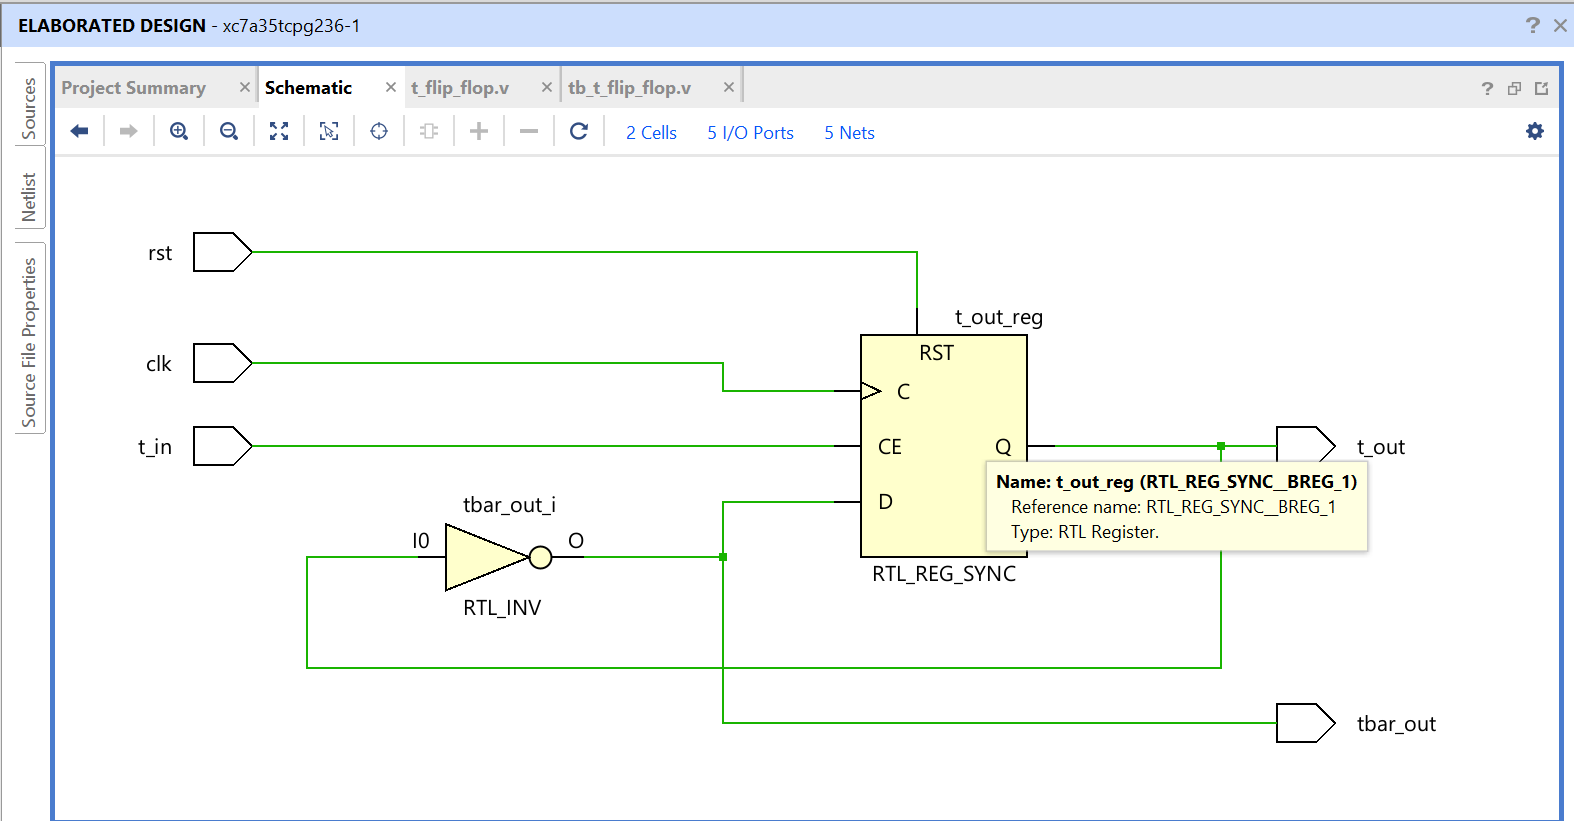 ELABORATED DESIGN - xc7a35tcpg236-1
Sources
Netlist
Source File Properties
Project Summary
Schematic
t_flip_flop.v
tb_t_flip_flop.v
2 Cells
5 I/O Ports
5 Nets
rst
clk
t_in
t_out_reg
RST
C
CE
Q
D
t_out
Name: t_out_reg (RTL_REG_SYNC__BREG_1)
Reference name: RTL_REG_SYNC__BREG_1
Type: RTL Register.
RTL_REG_SYNC
tbar_out_i
I0
O
RTL_INV
tbar_out